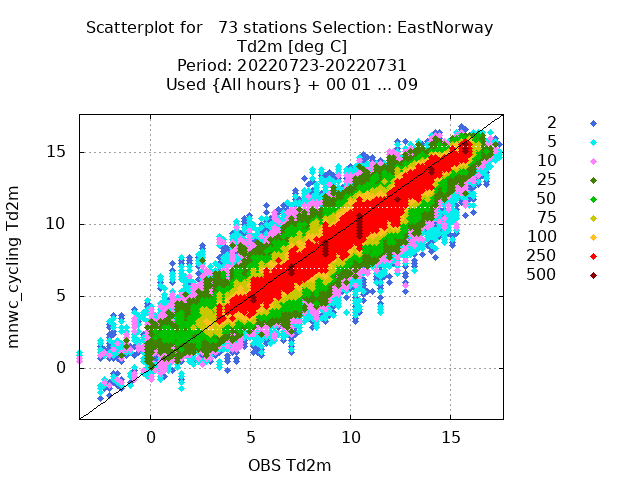 Scatterplot for   73 stations Selection: EastNorway
Td2m [deg C]
Period: 20220723-20220731
Used {All hours} + 00 01 ... 09
mnwc_cycling Td2m
15
10
5
0
0 5 10 15
OBS Td2m
2
5
10
25
50
75
100
250
500